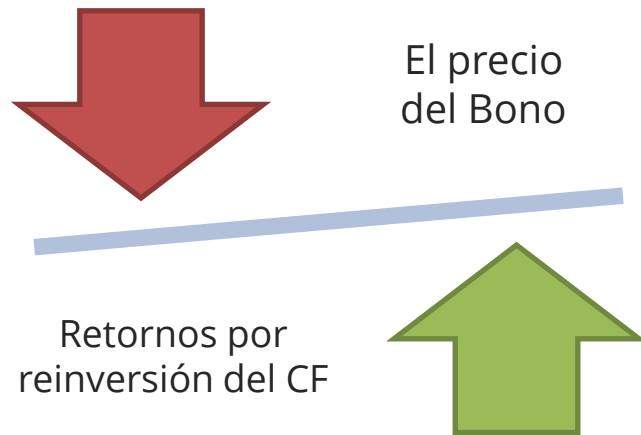 El precio
del Bono
Retornos por
reinversión del CF